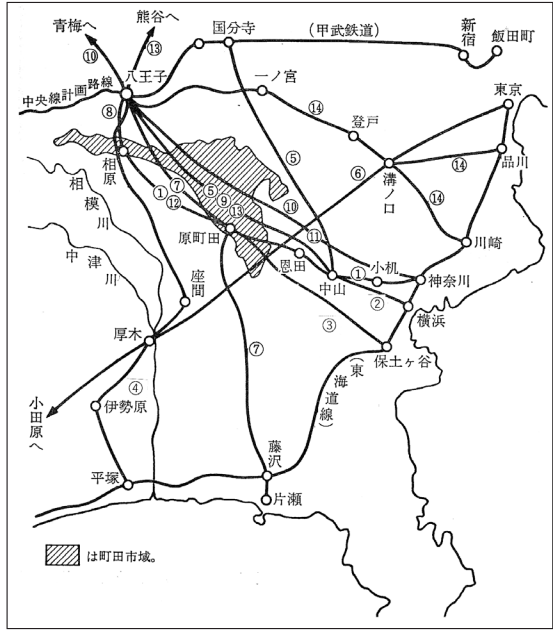 青梅へ
熊谷へ
⑩
⑬
国分寺
(甲武鉄道)
新宿
飯田町
中央線計画路線
八王子
一ノ宮
⑭
登戸
東京
⑧
相原
⑤
⑥
溝ノ口
⑭
品川
相模川
中津川
①
⑫
⑦
⑤
⑨
⑬
⑩
⑪
⑭
川崎
原町田
恩田
中山
①
小机
神奈川
②
横浜
座間
③
保土ヶ谷
厚木
⑦
(東海道線)
④
小田原へ
伊勢原
平塚
藤沢
片瀬
は町田市域。